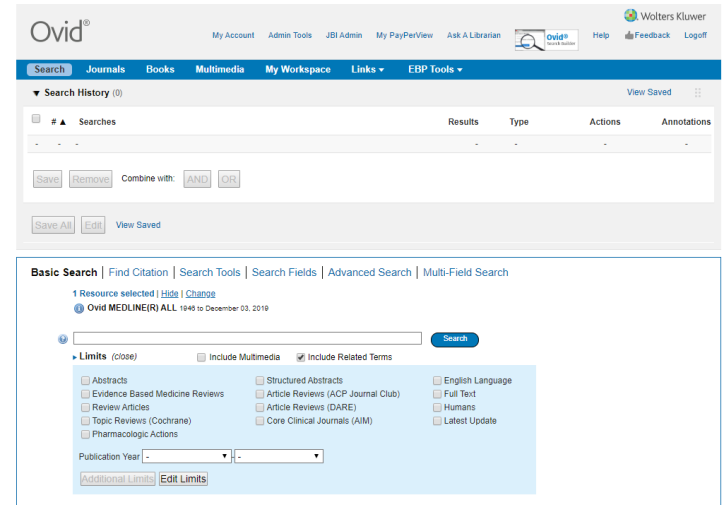 Wolters Kluwer
Ovid®
My Account Admin Tools JBI Admin My PayPerView Ask A Librarian Ovid® Help Feedback Logoff
Search Journals Books Multimedia My Workspace Links ▾ EBP Tools ▾
▼ Search History (0) View Saved
# ▲ Searches Results Type Actions Annotations
- - - - - - -
Save Remove Combine with: AND OR
Save All Edit View Saved
Basic Search | Find Citation | Search Tools | Search Fields | Advanced Search | Multi-Field Search
1 Resource selected | Hide | Change
Ovid MEDLINE(R) ALL 1946 to December 03, 2019
Search
▸ Limits (close) Include Multimedia Include Related Terms
Abstracts Structured Abstracts English Language
Evidence Based Medicine Reviews Article Reviews (ACP Journal Club) Full Text
Review Articles Article Reviews (DARE) Humans
Topic Reviews (Cochrane) Core Clinical Journals (AIM) Latest Update
Pharmacologic Actions
Publication Year - - -
Additional Limits Edit Limits